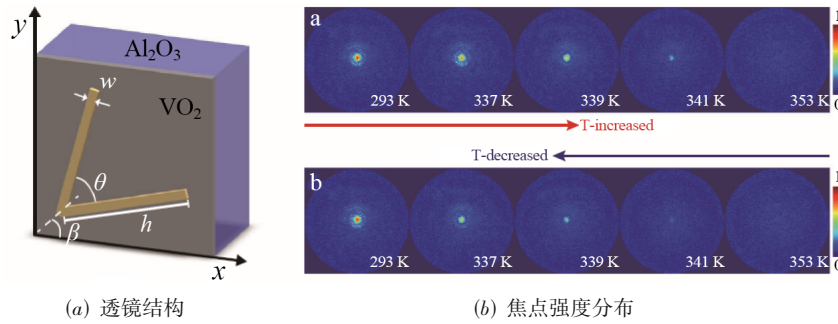 y
Al₂O₃
w
VO₂
θ
h
β
x
(a) 透镜结构
a
293 K
337 K
339 K
341 K
353 K
T-increased
T-decreased
b
293 K
337 K
339 K
341 K
353 K
(b) 焦点强度分布